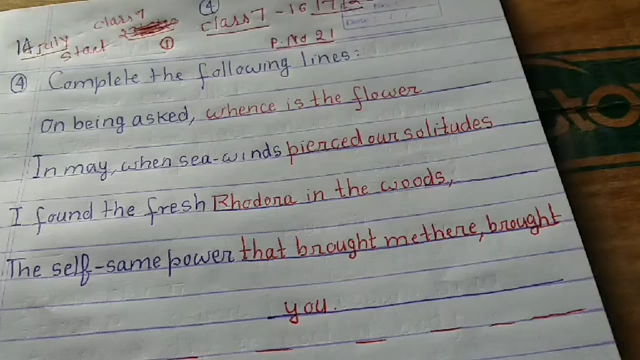 ④
14 July class 7 class 7 - 16
Start ①
P. No 21
④ Complete the following lines:
On being asked, whence is the flower
In may, when sea-winds pierced our solitudes
I found the fresh Rhodora in the woods,
The self-same power that brought me there, brought
you.